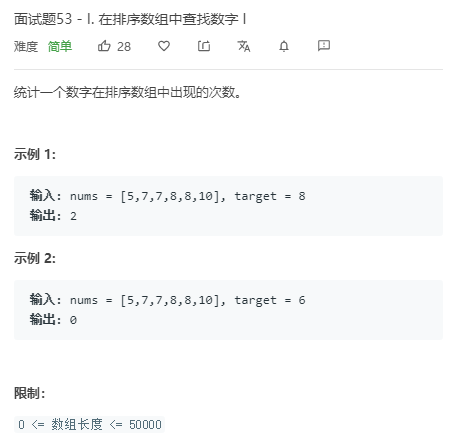 面试题53 - I. 在排序数组中查找数字 I
难度 简单 28
统计一个数字在排序数组中出现的次数。
示例 1:
输入: nums = [5,7,7,8,8,10], target = 8
输出: 2
示例 2:
输入: nums = [5,7,7,8,8,10], target = 6
输出: 0
限制：
0 <= 数组长度 <= 50000